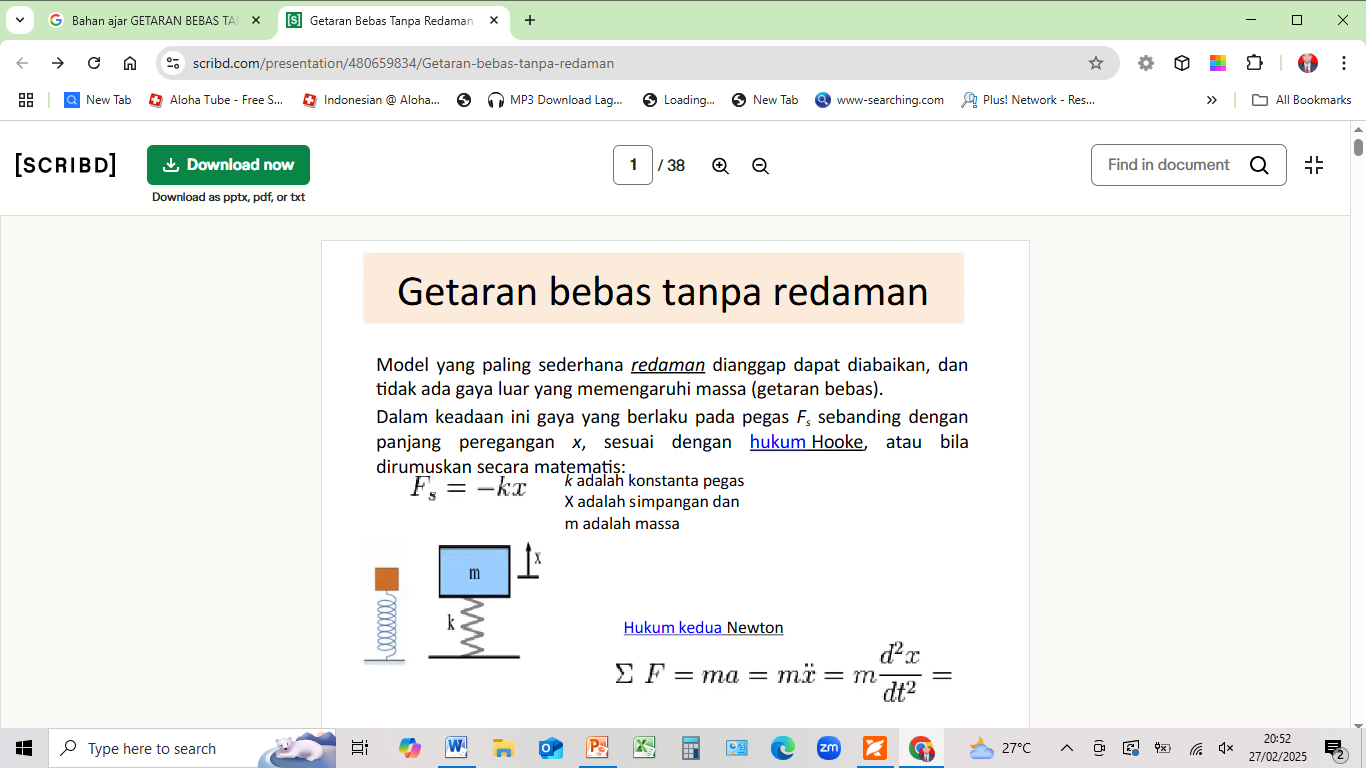 Bahan ajar GETARAN BEBAS TA
Getaran Bebas Tanpa Redaman
scribd.com/presentation/480659834/Getaran-bebas-tanpa-redaman
New Tab
Aloha Tube - Free S...
Indonesian @ Aloha...
MP3 Download Lag...
Loading...
New Tab
www-searching.com
Plus! Network - Res...
All Bookmarks
[SCRIBD]
Download now
Download as pptx, pdf, or txt
1 / 38
Find in document
Getaran bebas tanpa redaman
Model yang paling sederhana redaman dianggap dapat diabaikan, dan
tidak ada gaya luar yang memengaruhi massa (getaran bebas).
Dalam keadaan ini gaya yang berlaku pada pegas Fs sebanding dengan
panjang peregangan x, sesuai dengan hukum Hooke, atau bila
dirumuskan secara matematis:
Fs = −kx
k adalah konstanta pegas
X adalah simpangan dan
m adalah massa
m
x
k
Hukum kedua Newton
Σ F = ma = mẍ = m d²x/dt² =
Type here to search
27°C
20:52
27/02/2025
2